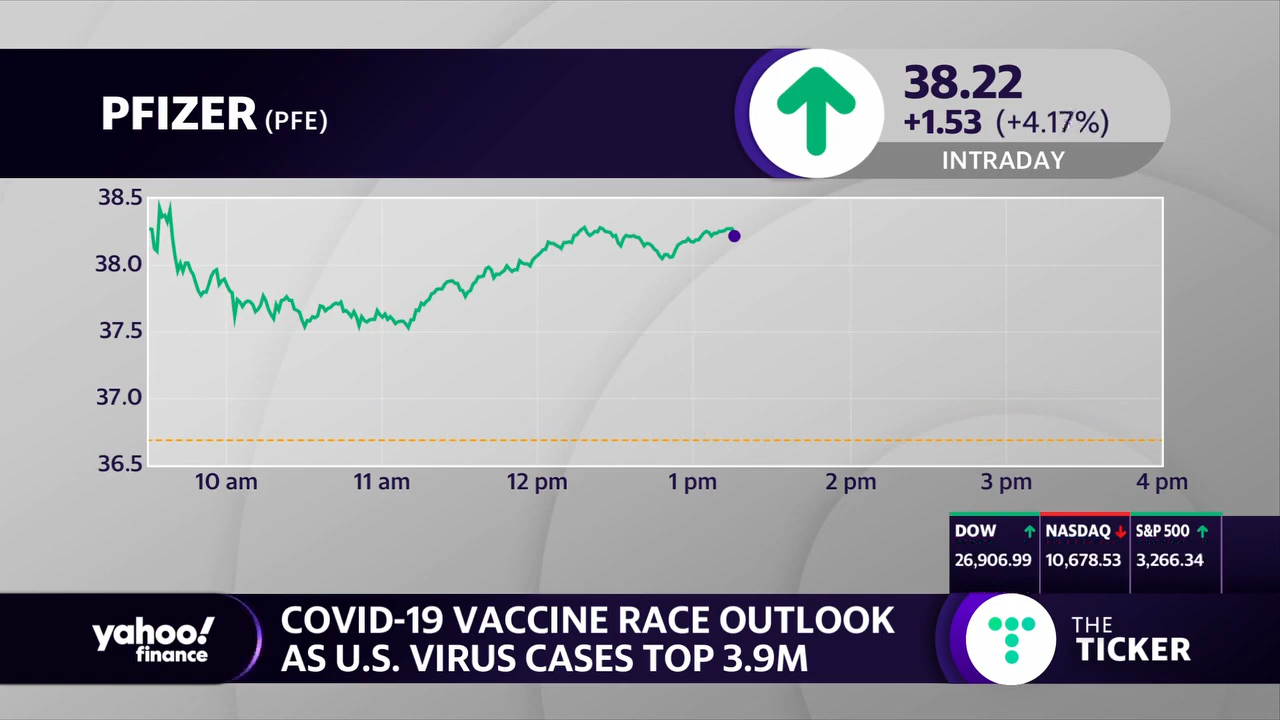 PFIZER (PFE)
38.22
+1.53 (+4.17%)
INTRADAY
38.5
38.0
37.5
37.0
36.5
10 am 11 am 12 pm 1 pm 2 pm 3 pm 4 pm
DOW NASDAQ S&P 500
26,906.99 10,678.53 3,266.34
yahoo!
finance
COVID-19 VACCINE RACE OUTLOOK
AS U.S. VIRUS CASES TOP 3.9M
THE
TICKER